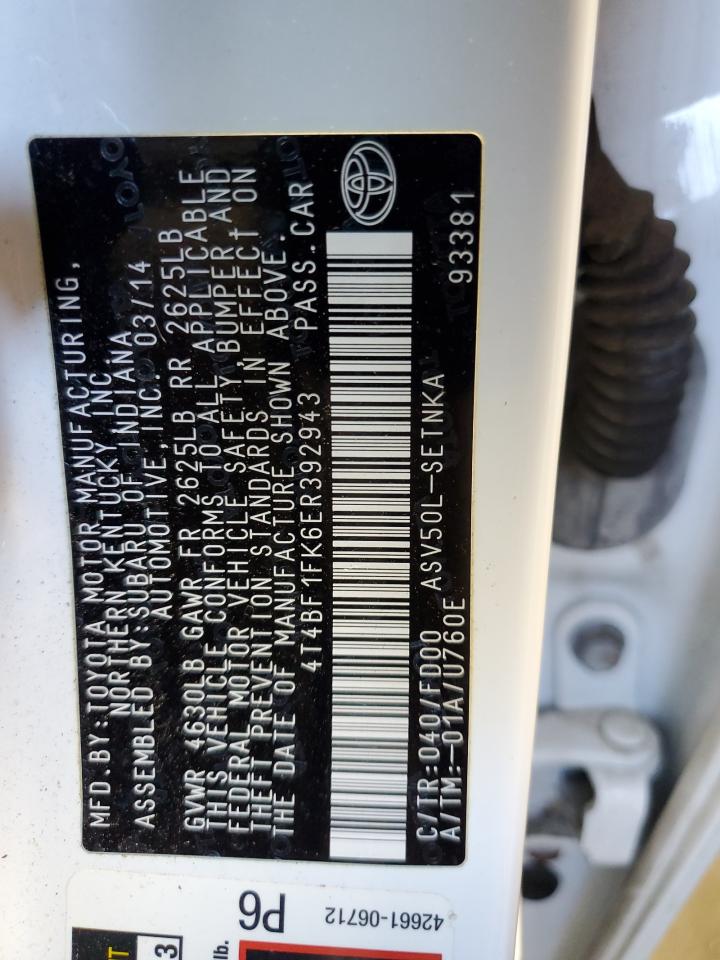 MFD.BY:TOYOTA MOTOR MANUFACTURING,
NORTHERN KENTUCKY INC.
ASSEMBLED BY:SUBARU OF INDIANA
AUTOMOTIVE,INC. 03/14
GVWR 4630LB GAWR FR 2625LB RR 2625LB
THIS VEHICLE CONFORMS TO ALL APPLICABLE
FEDERAL MOTOR VEHICLE SAFETY,BUMPER,AND
THEFT PREVENTION STANDARDS IN EFFECT ON
THE DATE OF MANUFACTURE SHOWN ABOVE.
4T4BF1FK6ER392943 PASS.CAR
C/TR:040/FD00 ASV50L-SETNKA 93381
A/TM:-01A/U760E
P6
42661-06712
3
lb.